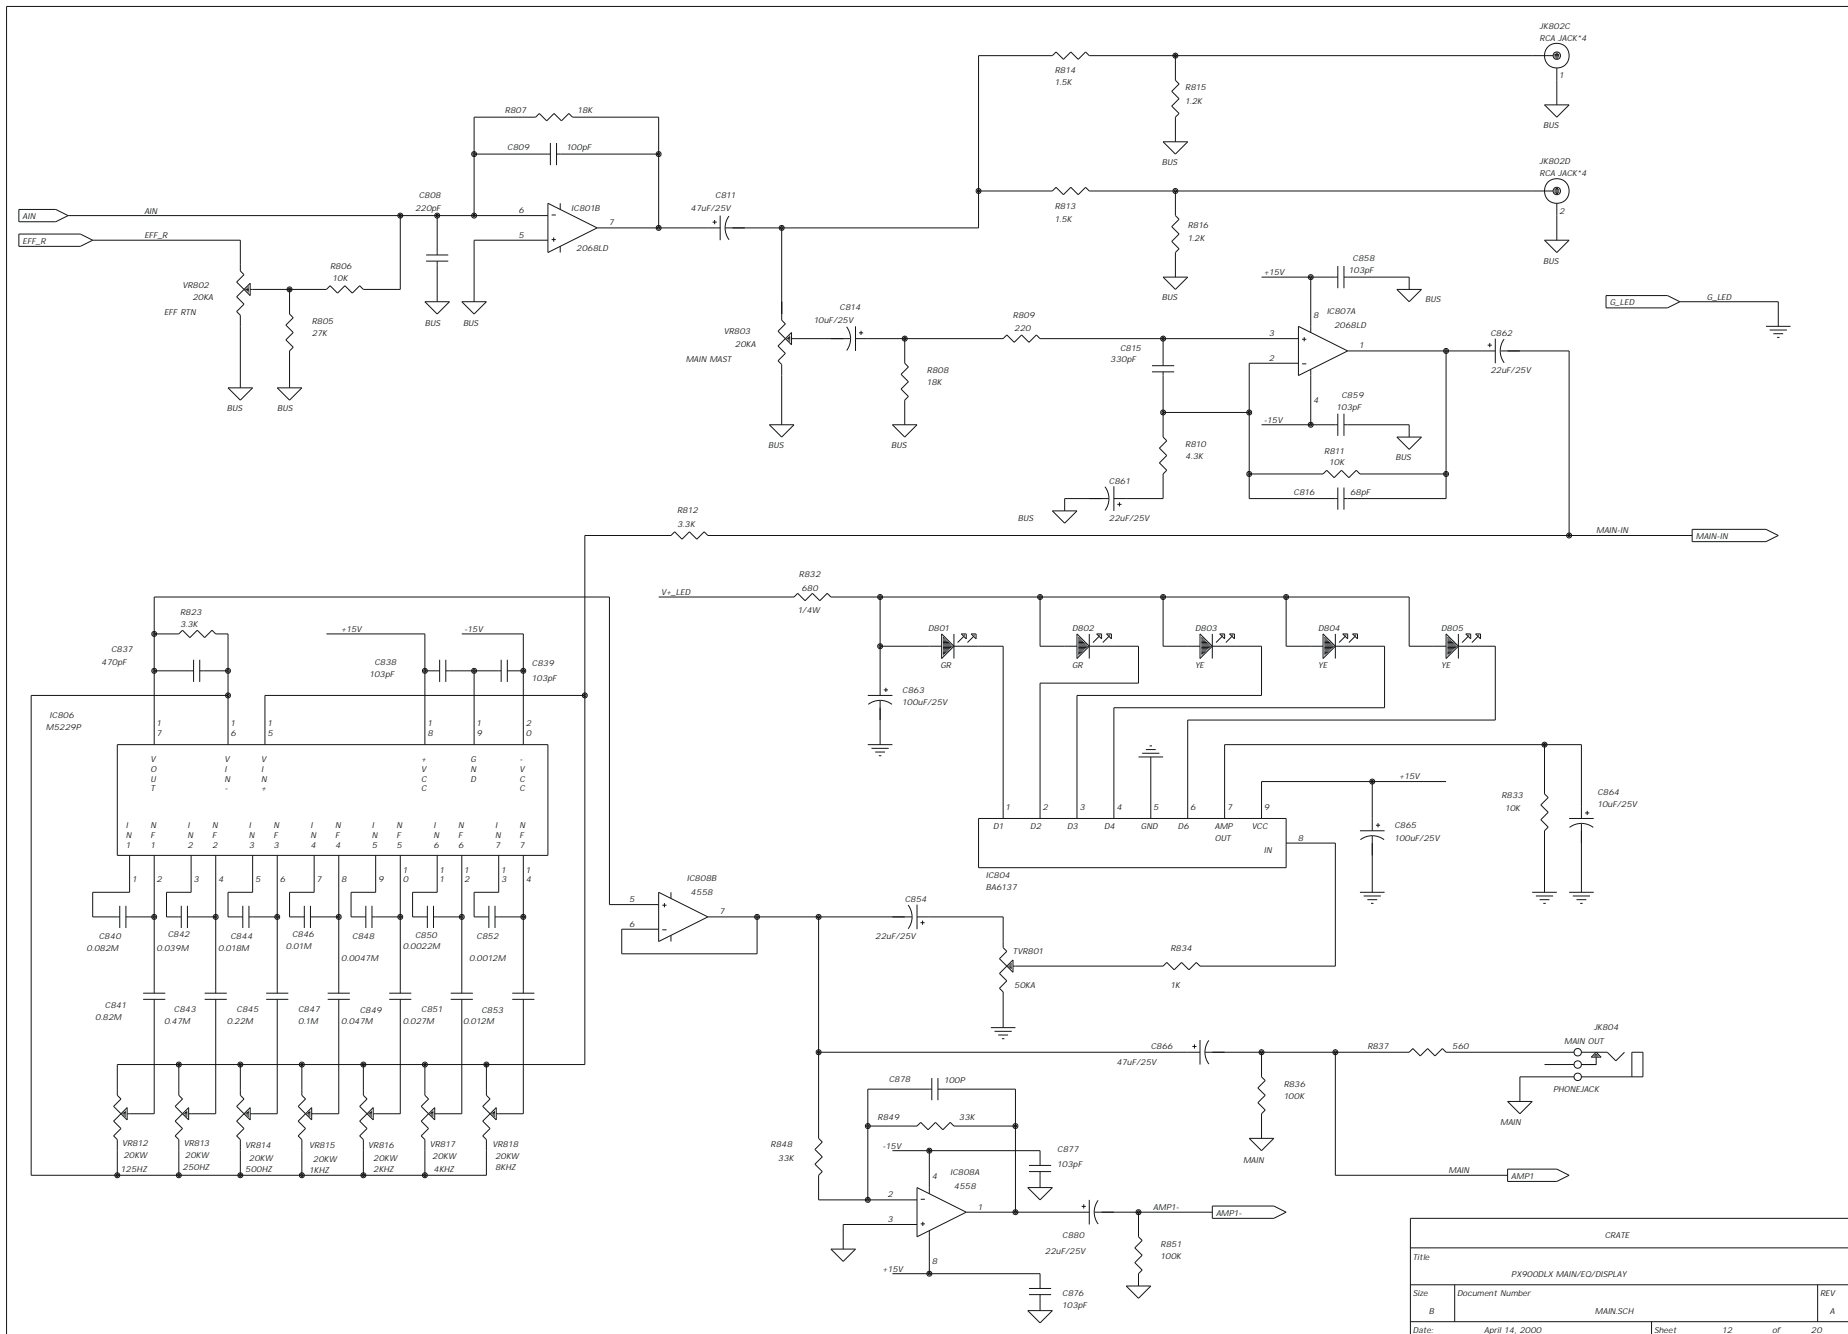 JK802C
RCA JACK*4
1
BUS
R814
1.5K
R815
1.2K
BUS
R807
18K
C809
100pF
JK802D
RCA JACK*4
2
BUS
R813
1.5K
R816
1.2K
BUS
AIN
AIN
EFF_R
EFF_R
C808
220pF
BUS
6
5
7
IC801B
2068LD
BUS
C811
47uF/25V
VR802
20KA
EFF RTN
BUS
R806
10K
R805
27K
BUS
VR803
20KA
MAIN MAST
BUS
C814
10uF/25V
R808
18K
BUS
R809
220
C815
330pF
+15V
C858
103pF
BUS
8
IC807A
2068LD
3
2
1
4
C859
103pF
-15V
BUS
R811
10K
C816
68pF
C862
22uF/25V
G_LED
G_LED
R810
4.3K
C861
22uF/25V
BUS
R812
3.3K
MAIN-IN
MAIN-IN
R832
680
1/4W
V+_LED
D801
GR
D802
GR
D803
YE
D804
YE
D805
YE
C863
100uF/25V
R823
3.3K
C837
470pF
+15V
-15V
C838
103pF
C839
103pF
IC806
M5229P
17
16
15
18
19
20
VOUT
VIN-
VIN+
+VCC
GND
-VCC
IN1
NF1
IN2
NF2
IN3
NF3
IN4
NF4
IN5
NF5
IN6
NF6
IN7
NF7
1
2
3
4
5
6
7
8
9
10
11
12
13
14
C840
0.082M
C842
0.039M
C844
0.018M
C846
0.01M
C848
0.0047M
C850
0.0022M
C852
0.0012M
C841
0.82M
C843
0.47M
C845
0.22M
C847
0.1M
C849
0.047M
C851
0.027M
C853
0.012M
VR812
20KW
125HZ
VR813
20KW
250HZ
VR814
20KW
500HZ
VR815
20KW
1KHZ
VR816
20KW
2KHZ
VR817
20KW
4KHZ
VR818
20KW
8KHZ
1
2
3
4
5
6
7
9
8
D1
D2
D3
D4
GND
D6
AMP
OUT
VCC
IN
IC804
BA6137
+15V
C865
100uF/25V
R833
10K
C864
10uF/25V
IC808B
4558
5
6
7
C854
22uF/25V
TVR801
50KA
R834
1K
C866
47uF/25V
R836
100K
MAIN
R837
560
JK804
MAIN OUT
PHONEJACK
MAIN
MAIN
AMP1
C878
100P
R849
33K
R848
33K
-15V
C877
103pF
4
IC808A
4558
2
3
1
8
+15V
C876
103pF
C880
22uF/25V
AMP1-
AMP1-
R851
100K
CRATE
Title
PX900DLX MAIN/EQ/DISPLAY
Size
Document Number
REV
B
MAIN.SCH
A
Date:
April 14, 2000
Sheet
12
of
20